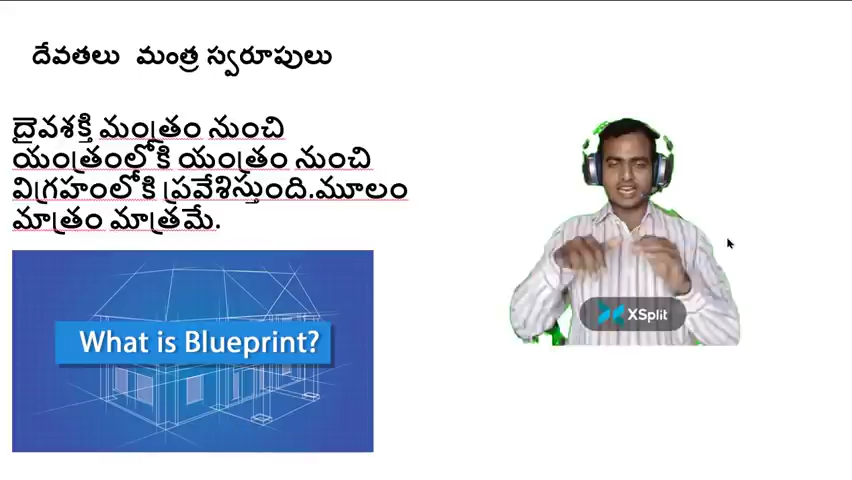 దేవతలు మంత్ర స్వరూపులు
దైవశక్తి మంత్రం నుంచి
యంత్రంలోకి యంత్రం నుంచి
విగ్రహంలోకి ప్రవేశిస్తుంది.మూలం
మాత్రం మాత్రమే.
What is Blueprint?
XSplit